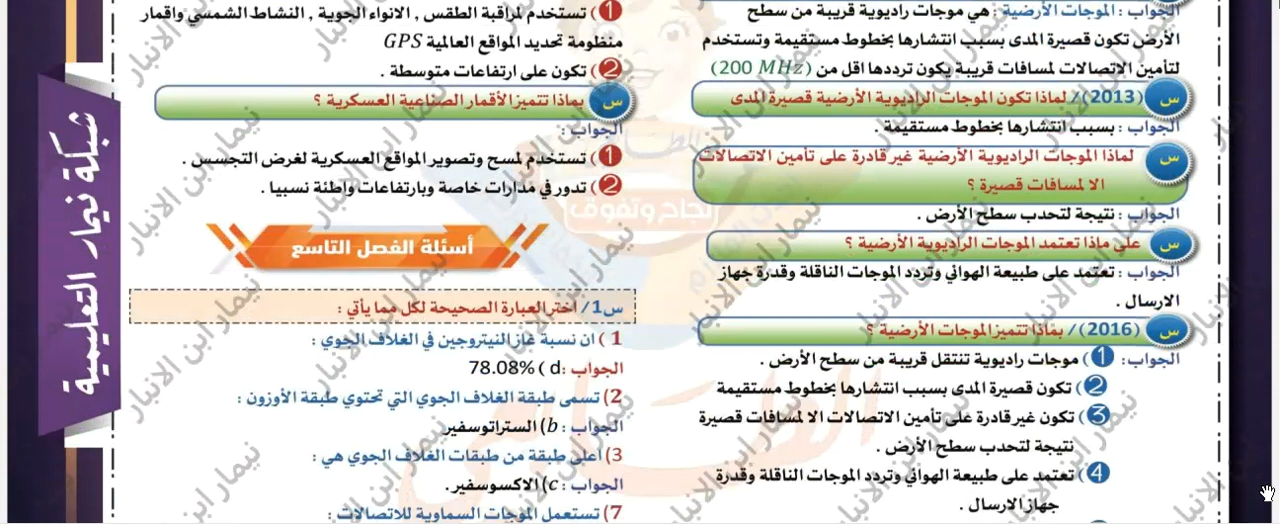 الجواب : الموجات الأرضية : هي موجات راديوية قريبة من سطح
الأرض تكون قصيرة المدى بسبب انتشارها بخطوط مستقيمة وتستخدم
لتأمين الاتصالات لمسافات قريبة يكون ترددها اقل من (200 MHz)
س (2013)/ لماذا تكون الموجات الراديوية الأرضية قصيرة المدى
الجواب : بسبب انتشارها بخطوط مستقيمة .
س لماذا الموجات الراديوية الأرضية غير قادرة على تأمين الاتصالات
الا لمسافات قصيرة ؟
الجواب : نتيجة لتحدب سطح الأرض .
س على ماذا تعتمد الموجات الراديوية الأرضية ؟
الجواب : تعتمد على طبيعة الهوائي وتردد الموجات الناقلة وقدرة جهاز
الارسال .
س (2016)/ بماذا تتميز الموجات الأرضية ؟
الجواب: 1 ) موجات راديوية تنتقل قريبة من سطح الأرض .
2 ) تكون قصيرة المدى بسبب انتشارها بخطوط مستقيمة
3 ) تكون غير قادرة على تأمين الاتصالات الا لمسافات قصيرة
نتيجة لتحدب سطح الأرض .
4 ) تعتمد على طبيعة الهوائي وتردد الموجات الناقلة وقدرة
جهاز الارسال .
1 ) تستخدم لمراقبة الطقس , الانواء الجوية , النشاط الشمسي واقمار
منظومة تحديد المواقع العالمية GPS
2 ) تكون على ارتفاعات متوسطة .
س بماذا تتميز الأقمار الصناعية العسكرية ؟
الجواب :
1 ) تستخدم لمسح وتصوير المواقع العسكرية لغرض التجسس .
2 ) تدور في مدارات خاصة وبارتفاعات واطئة نسبيا .
النجاح وتفوق
أسئلة الفصل التاسع
س1/ اختر العبارة الصحيحة لكل مما يأتي :
1 ) ان نسبة غاز النيتروجين في الغلاف الجوي :
الجواب :d ) 78.08%
2) تسمى طبقة الغلاف الجوي التي تحتوي طبقة الأوزون :
الجواب : b) الستراتوسفير
3) أعلى طبقة من طبقات الغلاف الجوي هي :
الجواب : c) الاكسوسفير.
7) تستعمل الموجات السماوية للاتصالات :
شبكة نيمار التعليمية
نيمار ابن الانبار